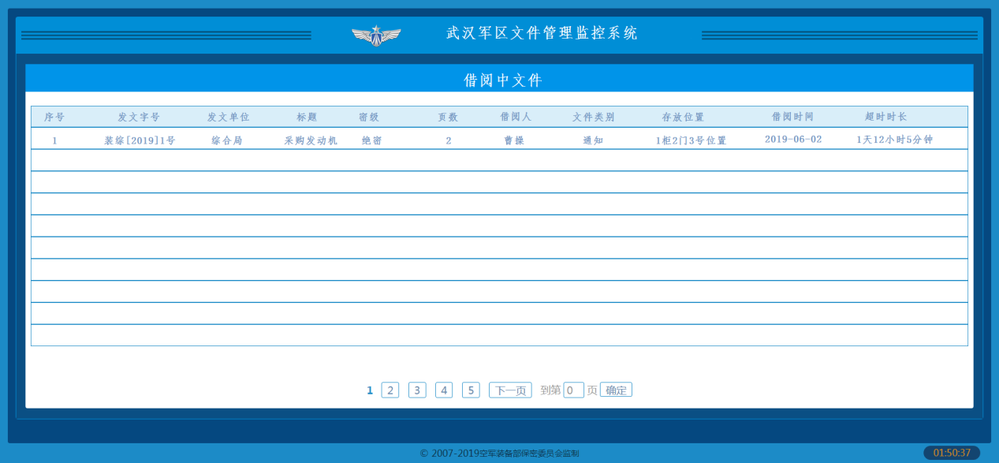 武汉军区文件管理监控系统
借阅中文件
序号 发文字号 发文单位 标题 密级 页数 借阅人 文件类别 存放位置 借阅时间 超时时长
1 装综[2019]1号 综合局 采购发动机 绝密 2 曹操 通知 1柜2门3号位置 2019-06-02 1天12小时5分钟
1 2 3 4 5 下一页 到第 0 页 确定
© 2007-2019空军装备部保密委员会监制
01:50:37